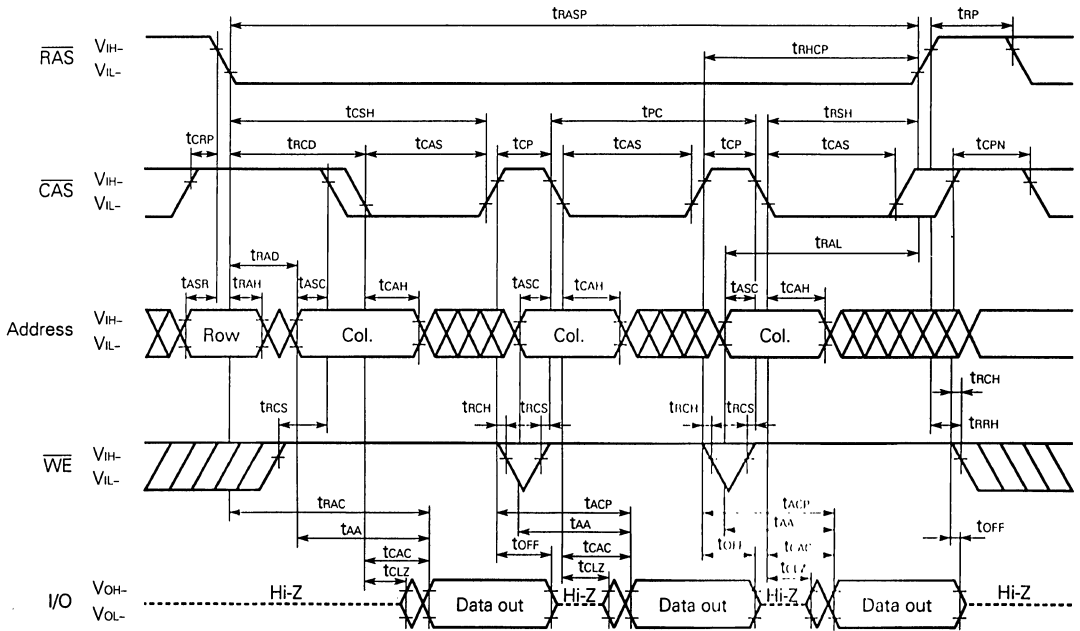 tRASP tRP
RAS VIH– tRHCP
VIL–
tCSH tPC tRSH
tCRP tRCD tCAS tCP tCAS tCP tCAS tCPN
CAS VIH–
VIL–
tRAD tRAL
tASR tRAH tASC tCAH tASC tCAH tASC tCAH
Address VIH– Row Col. Col. Col.
VIL–
tRCH
tRCS tRCH tRCS tRCH tRCS tRRH
WE VIH–
VIL–
tRAC tACP tACP
tAA tAA tAA tOFF
tCAC tOFF tCAC tOFF tCAC
tCLZ tCLZ tCLZ
I/O VOH– Hi-Z Data out Hi-Z Data out Hi-Z Data out Hi-Z
VOL–